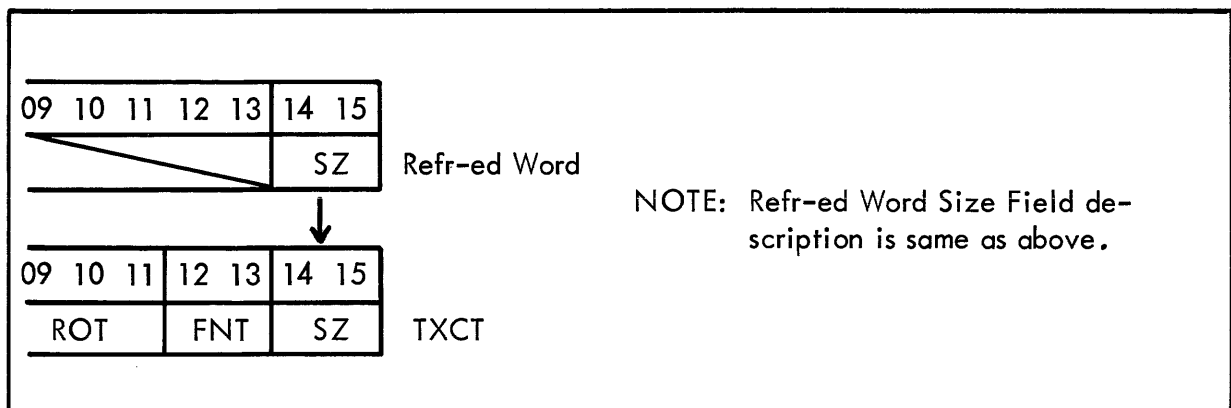 09 10 11 12 13 14 15
SZ Refr-ed Word
NOTE: Refr-ed Word Size Field de-
scription is same as above.
09 10 11 12 13 14 15
ROT FNT SZ TXCT